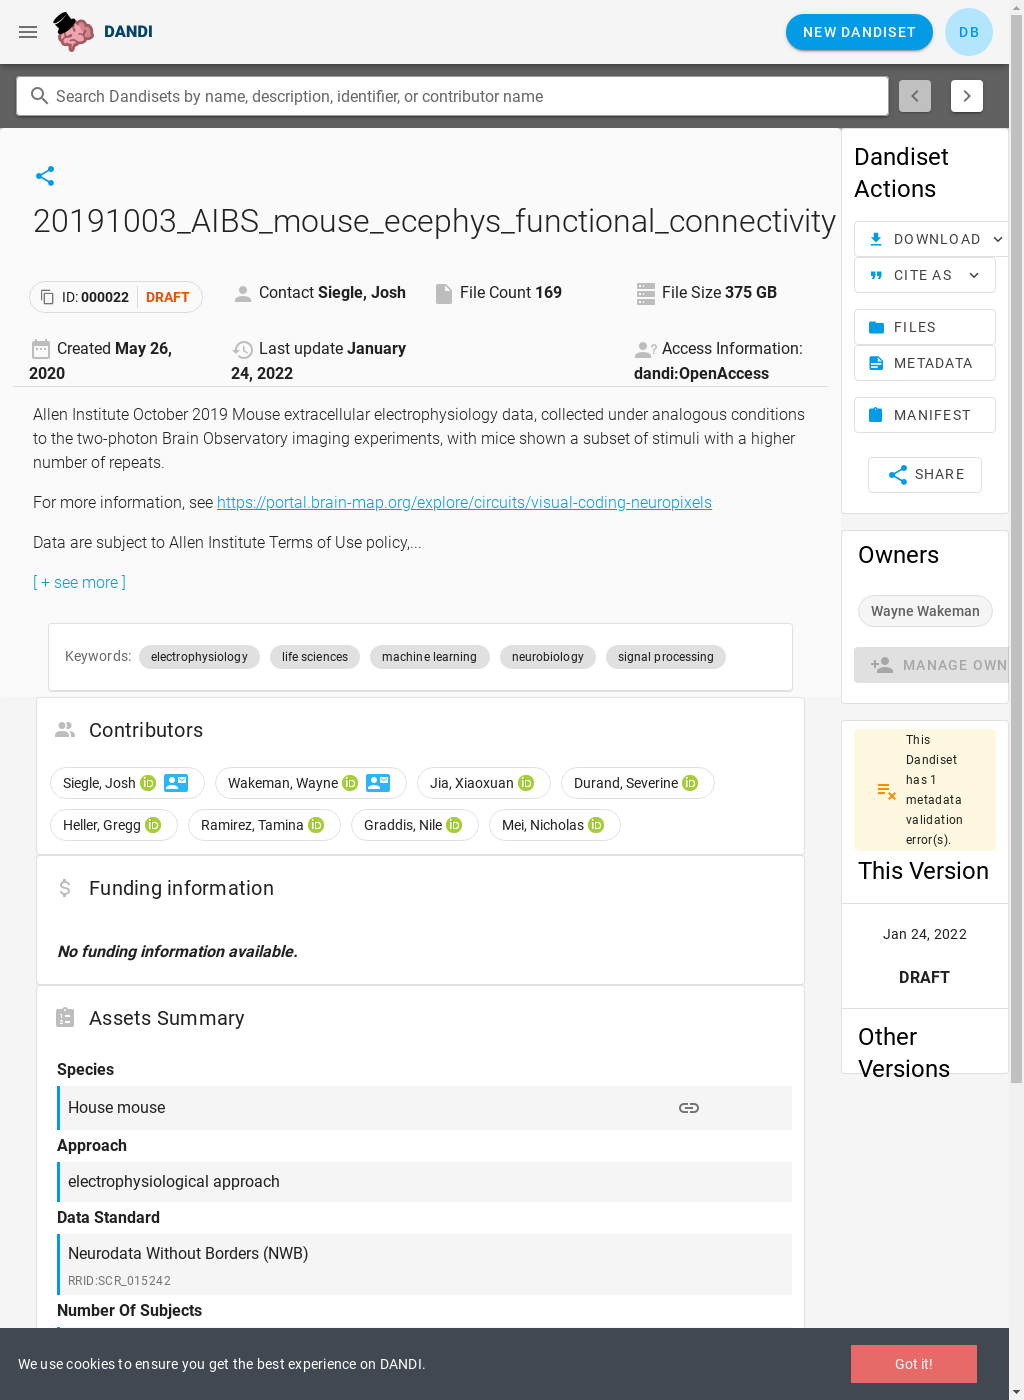 DANDI
NEW DANDISET
DB
Search Dandisets by name, description, identifier, or contributor name
20191003_AIBS_mouse_ecephys_functional_connectivity
ID: 000022 DRAFT
Contact Siegle, Josh
File Count 169
File Size 375 GB
Created May 26,
2020
Last update January
24, 2022
Access Information:
dandi:OpenAccess
Allen Institute October 2019 Mouse extracellular electrophysiology data, collected under analogous conditions
to the two-photon Brain Observatory imaging experiments, with mice shown a subset of stimuli with a higher
number of repeats.
For more information, see https://portal.brain-map.org/explore/circuits/visual-coding-neuropixels
Data are subject to Allen Institute Terms of Use policy,...
[ + see more ]
Keywords: electrophysiology life sciences machine learning neurobiology signal processing
Contributors
Siegle, Josh Wakeman, Wayne Jia, Xiaoxuan Durand, Severine
Heller, Gregg Ramirez, Tamina Graddis, Nile Mei, Nicholas
Funding information
No funding information available.
Assets Summary
Species
House mouse
Approach
electrophysiological approach
Data Standard
Neurodata Without Borders (NWB)
RRID:SCR_015242
Number Of Subjects
Dandiset
Actions
DOWNLOAD
CITE AS
FILES
METADATA
MANIFEST
SHARE
Owners
Wayne Wakeman
MANAGE OWN
This
Dandiset
has 1
metadata
validation
error(s).
This Version
Jan 24, 2022
DRAFT
Other
Versions
We use cookies to ensure you get the best experience on DANDI.
Got it!